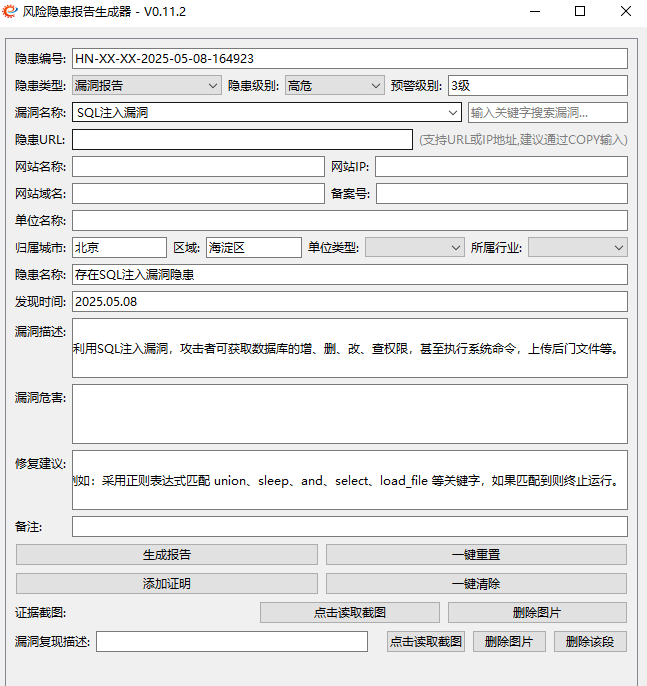 风险隐患报告生成器 - V0.11.2
隐患编号: HN-XX-XX-2025-05-08-164923
隐患类型: 漏洞报告 隐患级别: 高危 预警级别: 3级
漏洞名称: SQL注入漏洞 输入关键字搜索漏洞...
隐患URL: (支持URL或IP地址,建议通过COPY输入)
网站名称: 网站IP:
网站域名: 备案号:
单位名称:
归属城市: 北京 区域: 海淀区 单位类型: 所属行业:
隐患名称: 存在SQL注入漏洞隐患
发现时间: 2025.05.08
漏洞描述: 利用SQL注入漏洞，攻击者可获取数据库的增、删、改、查权限，甚至执行系统命令，上传后门文件等。
漏洞危害:
修复建议: 如：采用正则表达式匹配 union、sleep、and、select、load_file 等关键字，如果匹配到则终止运行。
备注:
生成报告 一键重置
添加证明 一键清除
证据截图: 点击读取截图 删除图片
漏洞复现描述: 点击读取截图 删除图片 删除该段